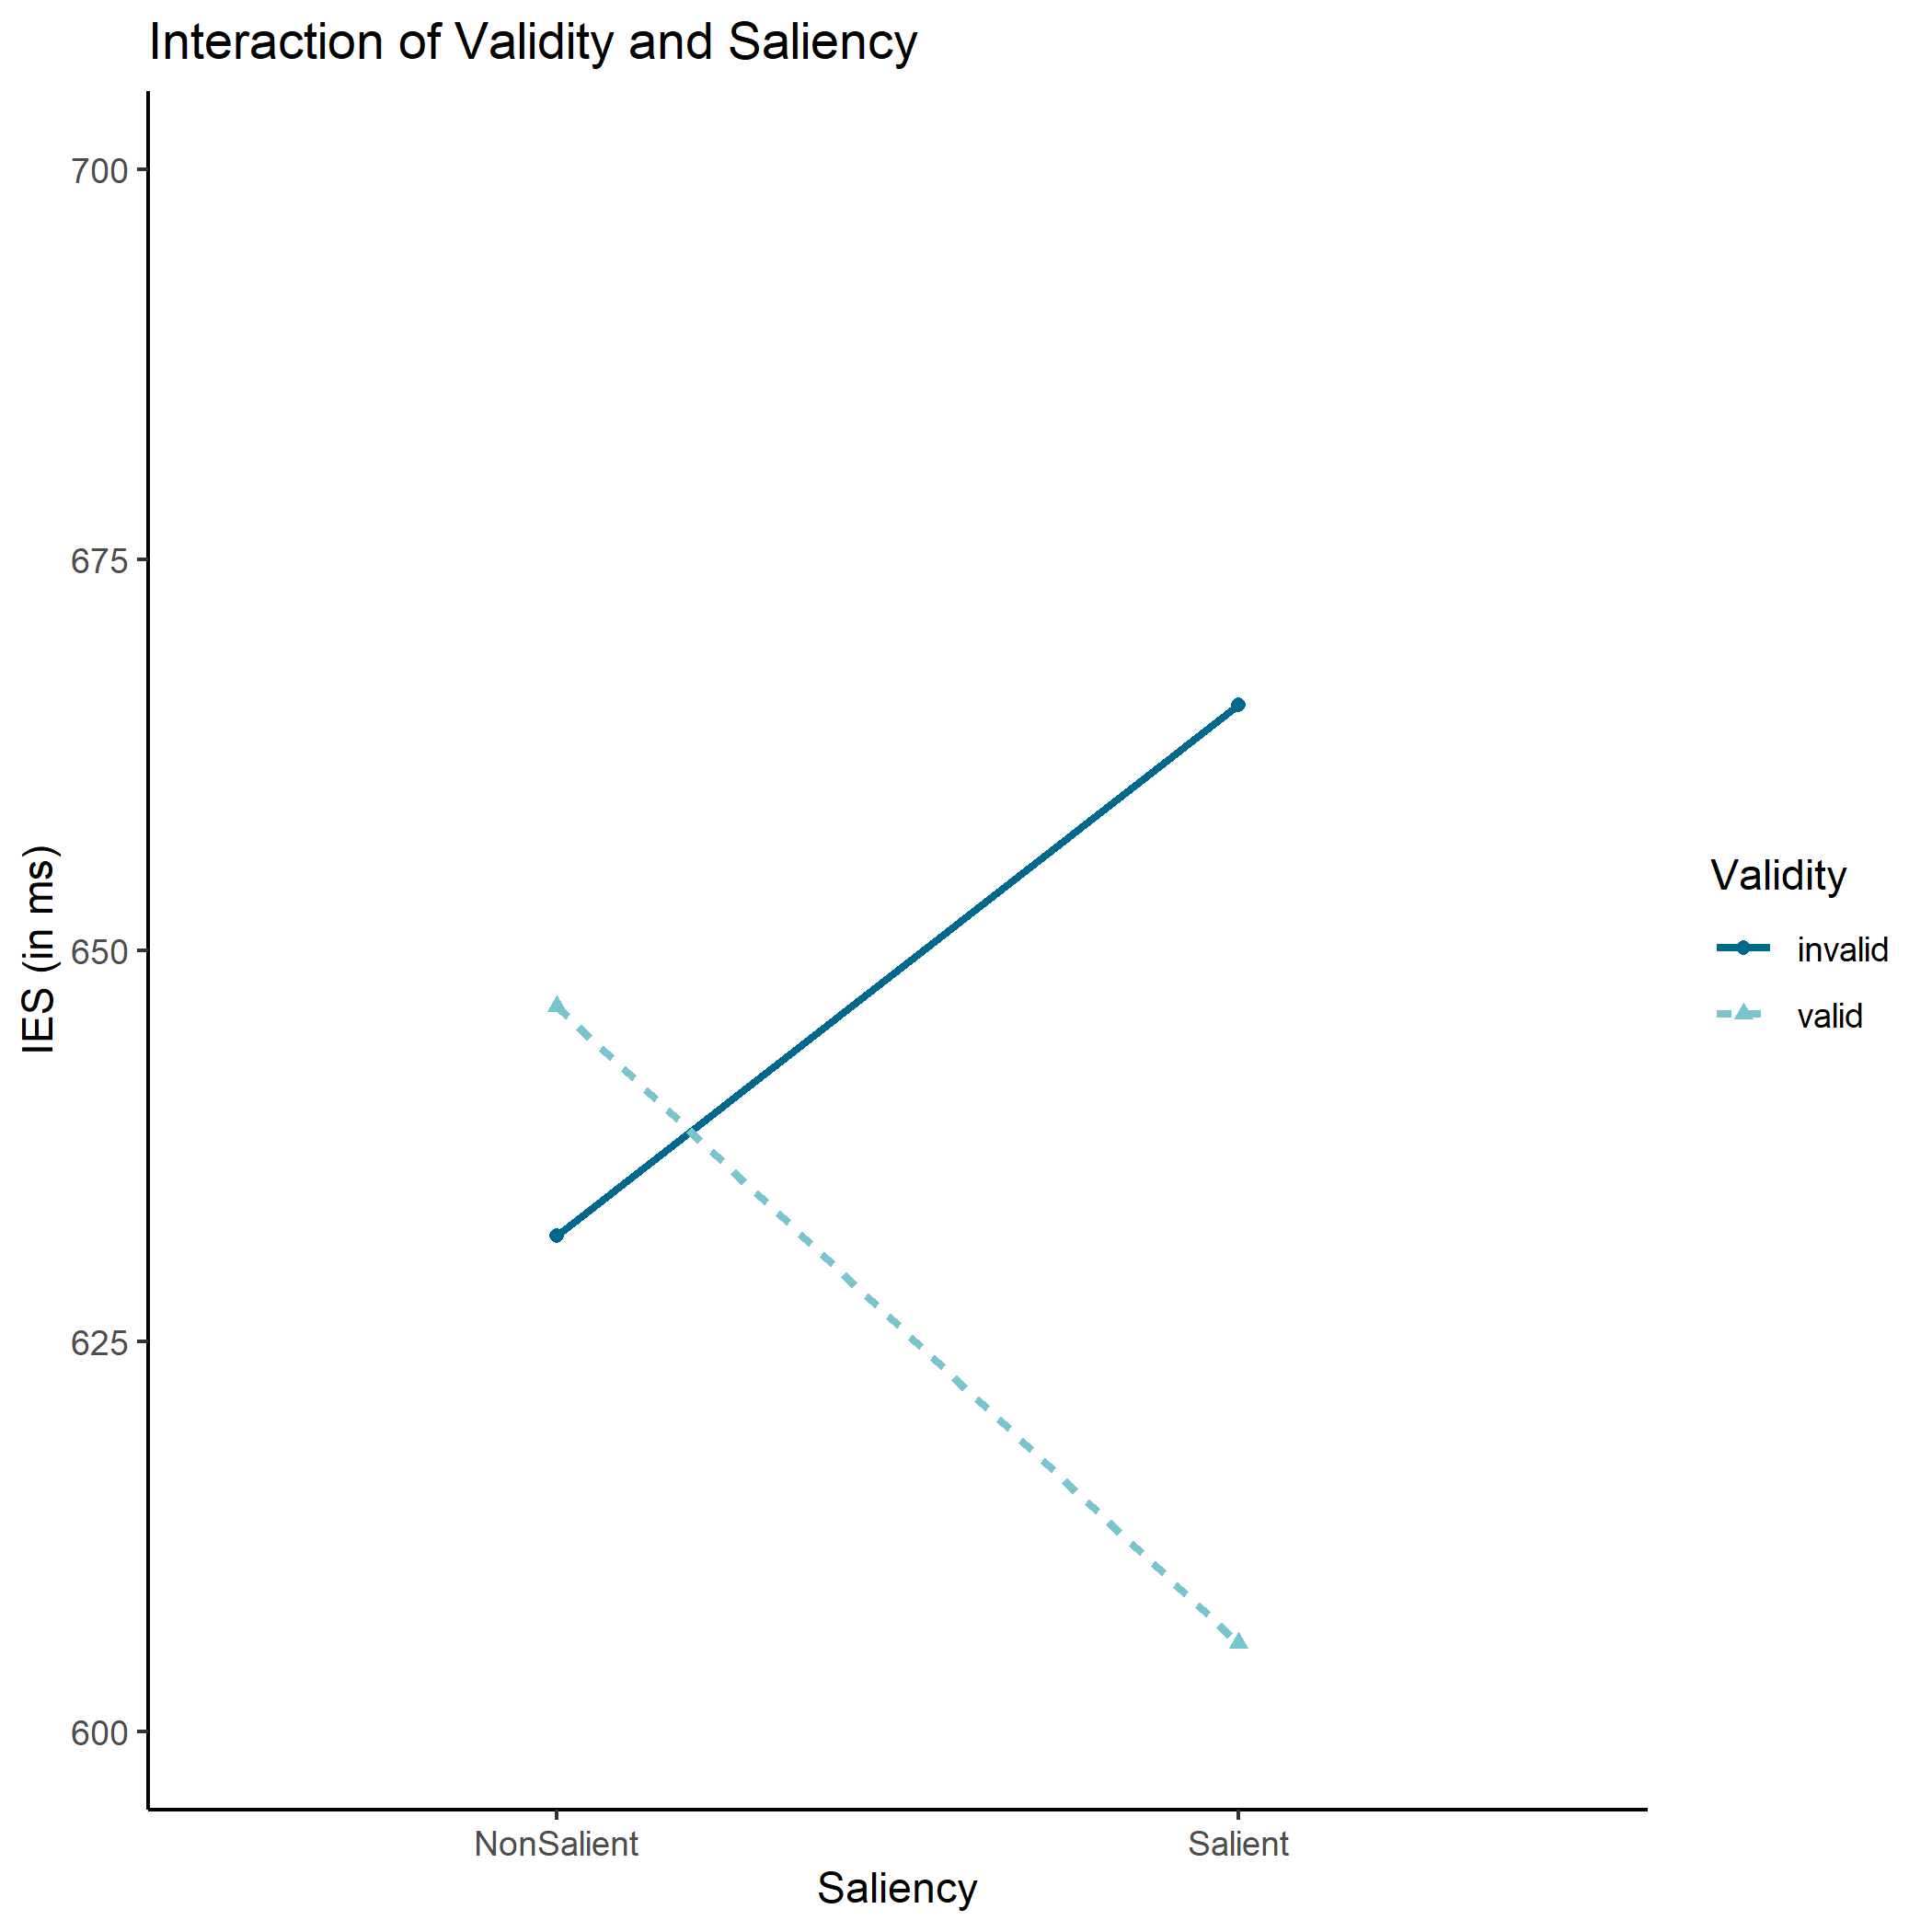 Interaction of Validity and Saliency
700
675
650
625
600
IES (in ms)
NonSalient
Salient
Saliency
Validity
invalid
valid